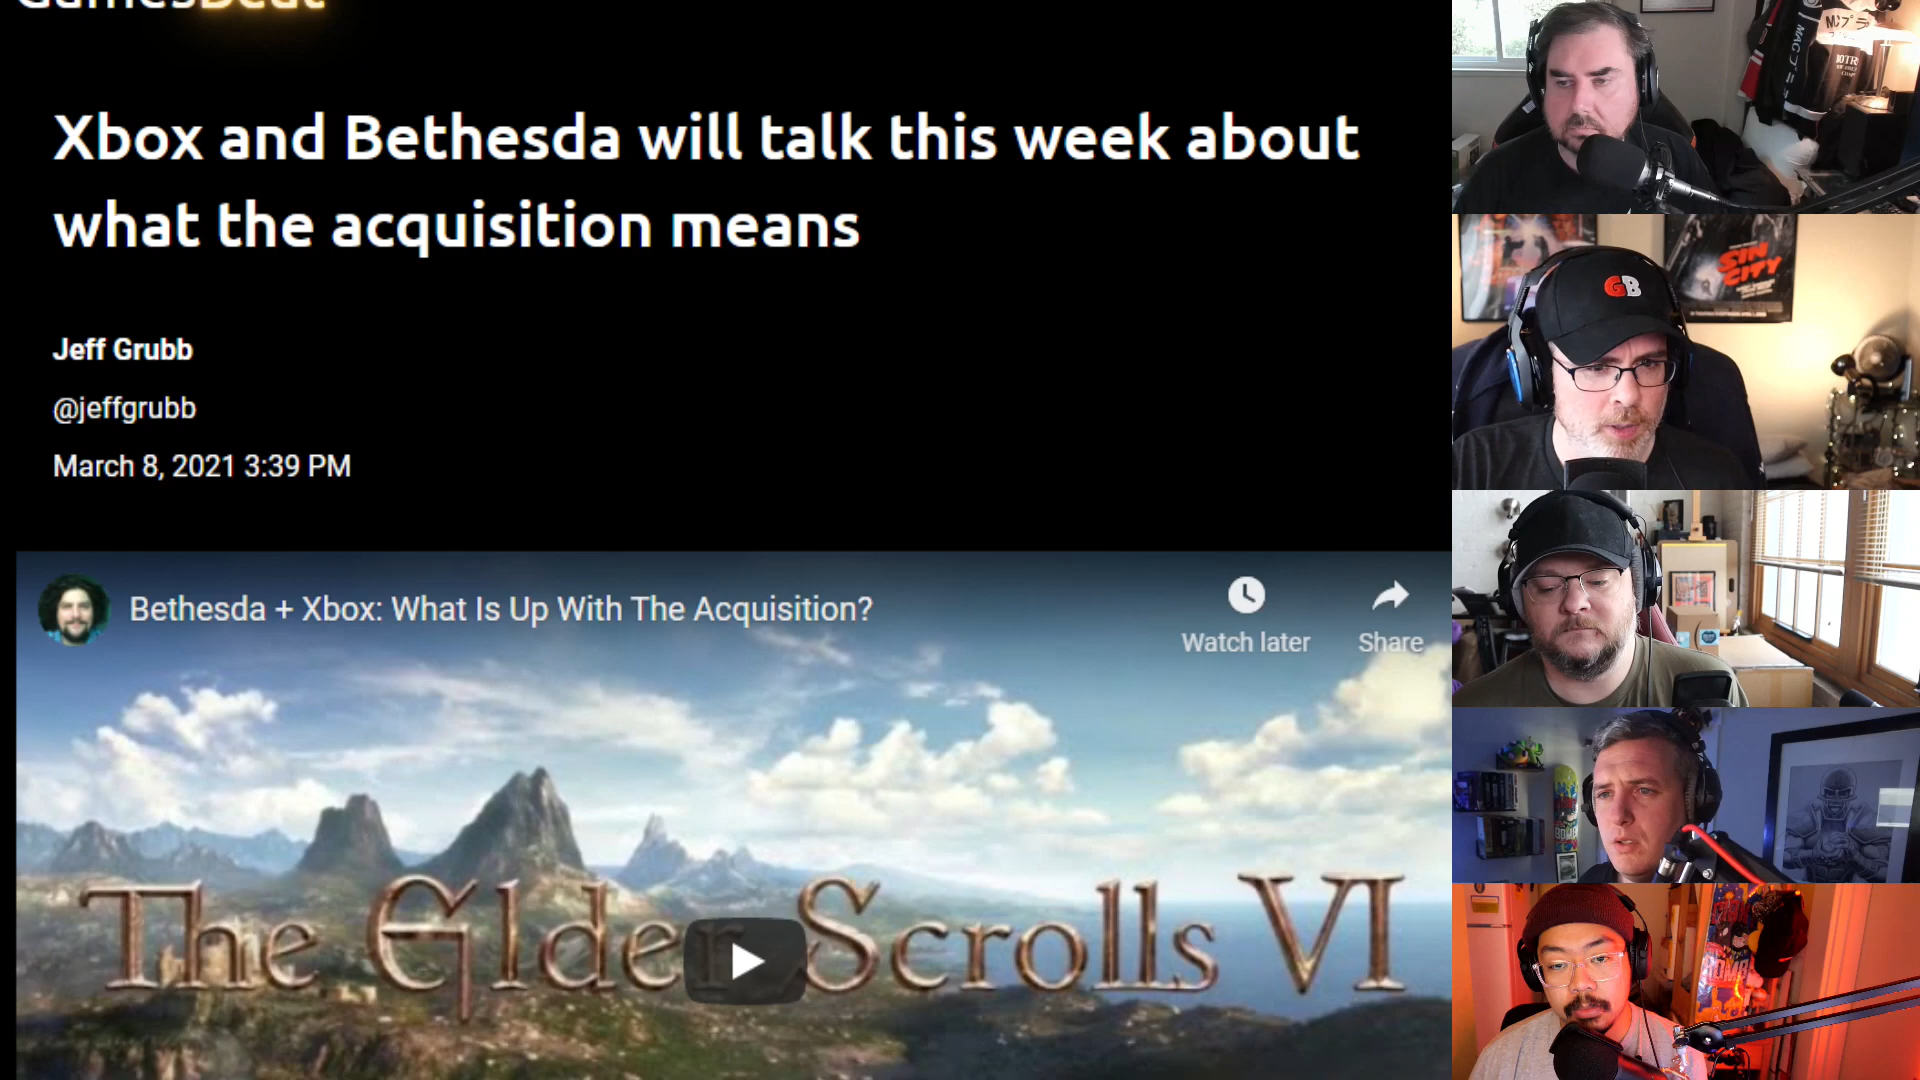 GamesBeat
Xbox and Bethesda will talk this week about
what the acquisition means
Jeff Grubb
@jeffgrubb
March 8, 2021 3:39 PM
Bethesda + Xbox: What Is Up With The Acquisition?
Watch later
Share
The Elder Scrolls VI
GB
SIN
CITY